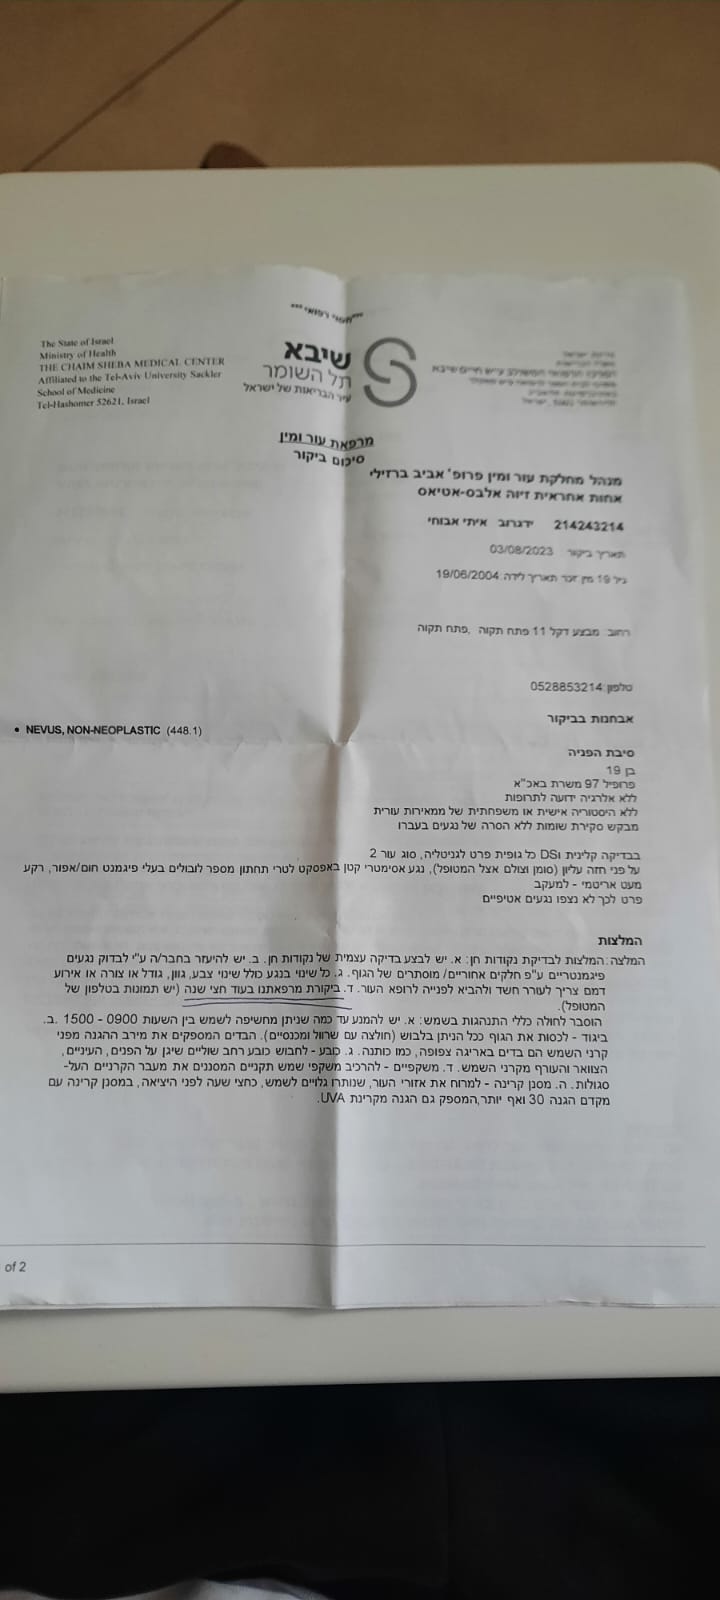 ***חסוי רפואי***
The State of Israel
Ministry of Health
THE CHAIM SHEBA MEDICAL CENTER
Affiliated to the Tel-Aviv University Sackler
School of Medicine
Tel-Hashomer 52621, Israel
שיבא
תל השומר
עיר הבריאות של ישראל
מדינת ישראל
משרד הבריאות
המרכז הרפואי המשולב ע"ש חיים שיבא
מרפאת עור ומין
סיכום ביקור
מנהל מחלקת עור ומין פרופ' אביב ברזילי
אחות אחראית זיוה אלבס-אטיאס
214243214 ידגרוב איתי אבוחי
תאריך ביקור 03/08/2023
גיל 19 מין זכר תאריך לידה: 19/06/2004
רחוב: מבצע דקל 11 פתח תקוה, פתח תקוה
טלפון: 0528853214
אבחנות בביקור
• NEVUS, NON-NEOPLASTIC (448.1)
סיבת הפניה
בן 19
פרופיל 97 משרת באכ"א
ללא אלרגיה ידועה לתרופות
ללא היסטוריה אישית או משפחתית של ממאירות עורית
מבקש סקירת שומות ללא הסרה של נגעים בעברו
בבדיקה קלינית וDS כל גופית פרט לגניטליה, סוג עור 2
על פני חזה עליון (סומן וצולם אצל המטופל), נגע אסימטרי קטן באפסקט לטרי תחתון מספר לובולים בעלי פיגמנט חום/אפור, רקע
מעט אריטמי - למעקב
פרט לכך לא נצפו נגעים אטיפיים
המלצות
המלצה: המלצות לבדיקת נקודות חן: א. יש לבצע בדיקה עצמית של נקודות חן. ב. יש להיעזר בחבר/ה ע"י לבדוק נגעים
פיגמנטריים ע"פ חלקים אחוריים/ מוסתרים של הגוף. ג. כל שינוי בנגע כולל שינוי צבע, גוון, גודל או צורה או אירוע
דמם צריך לעורר חשד ולהביא לפנייה לרופא העור. ד. ביקורת מרפאתנו בעוד חצי שנה (יש תמונות בטלפון של
המטופל).
הוסבר לחולה כללי התנהגות בשמש: א. יש להמנע עד כמה שניתן מחשיפה לשמש בין השעות 0900 - 1500. ב.
ביגוד - לכסות את הגוף ככל הניתן בלבוש (חולצה עם שרוול ומכנסיים). הבדים המספקים את מירב ההגנה מפני
קרני השמש הם בדים באריגה צפופה, כמו כותנה. ג. כובע - לחבוש כובע רחב שוליים שיגן על הפנים, העיניים,
הצוואר והעורף מקרני השמש. ד. משקפיים - להרכיב משקפי שמש תקניים המסננים את מעבר הקרניים העל-
סגולות. ה. מסנן קרינה - למרוח את אזורי העור, שנותרו גלויים לשמש, כחצי שעה לפני היציאה, במסנן קרינה עם
מקדם הגנה 30 ואף יותר, המספק גם הגנה מקרינת UVA.
of 2